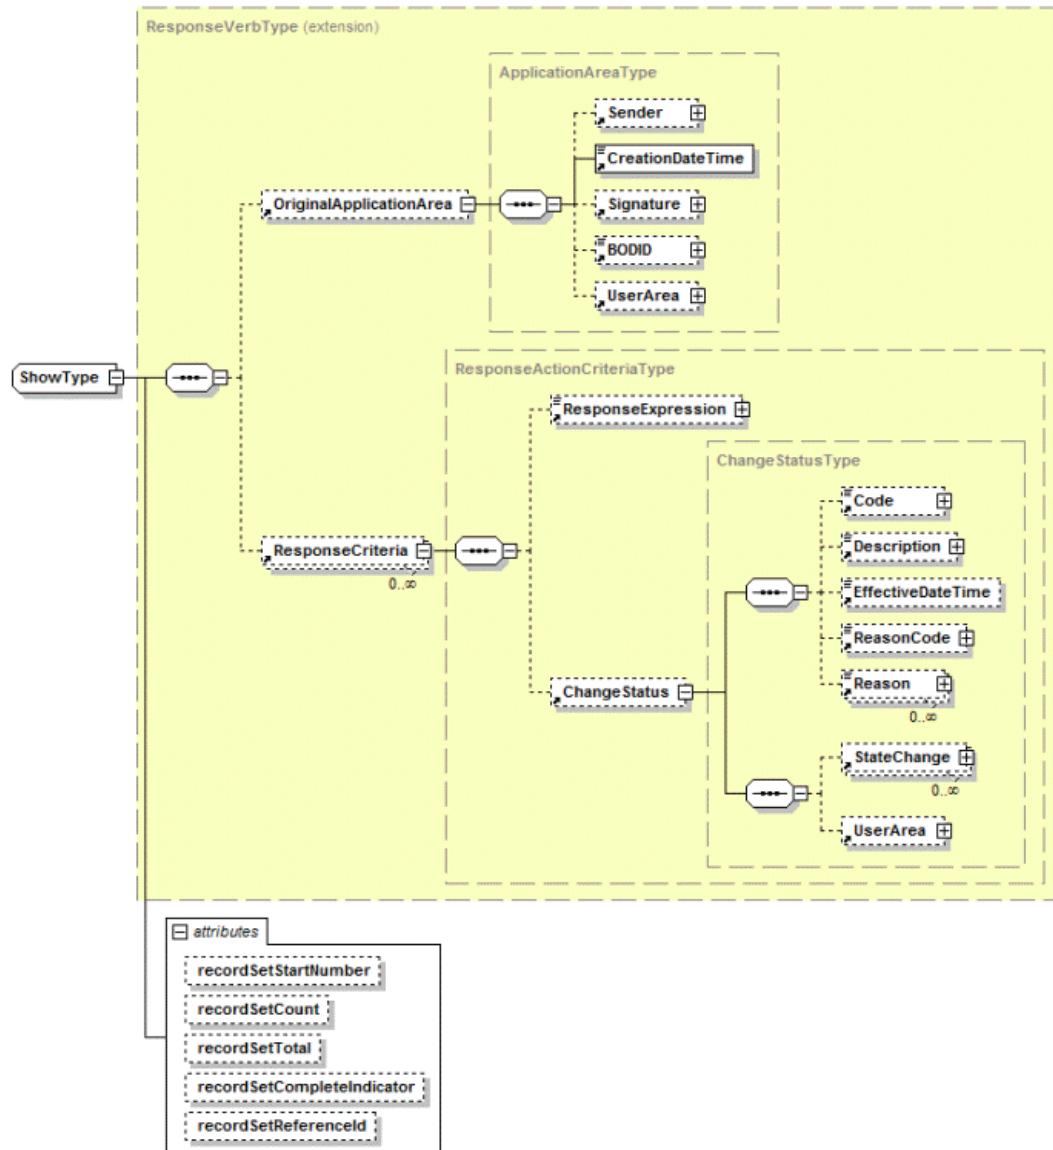 ResponseVerbType (extension)
ApplicationAreaType
Sender
CreationDateTime
OriginalApplicationArea
Signature
BODID
UserArea
ShowType
ResponseActionCriteriaType
ResponseExpression
ChangeStatusType
Code
ResponseCriteria
0..∞
Description
EffectiveDateTime
ReasonCode
ChangeStatus
Reason
0..∞
StateChange
0..∞
UserArea
attributes
recordSetStartNumber
recordSetCount
recordSetTotal
recordSetCompleteIndicator
recordSetReferenceId